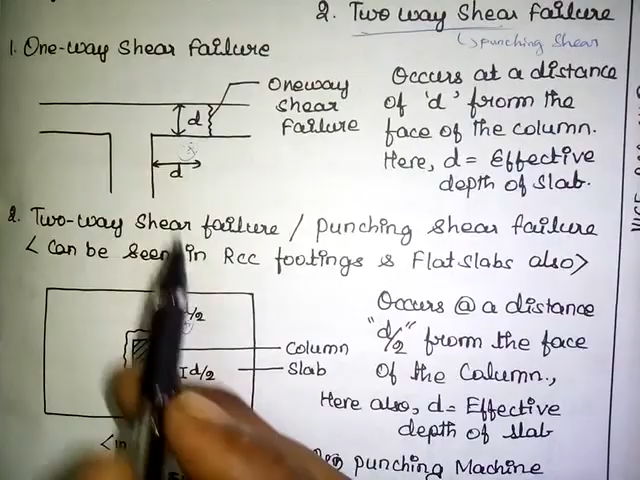 2. Two way Shear failure
↳ punching Shear
1. One-way Shear failure
Oneway
Shear
Failure
d
d
Occurs at a distance
of 'd' from the
face of the column.
Here, d = Effective
depth of slab.
2. Two-way Shear failure / punching shear failure
< Can be seen in Rcc footings & Flatslabs also>
/2
Column
Slab
d/2
Occurs @ a distance
"d/2" from the face
of the Column.,
Here also, d = Effective
depth of slab
<in
punching Machine